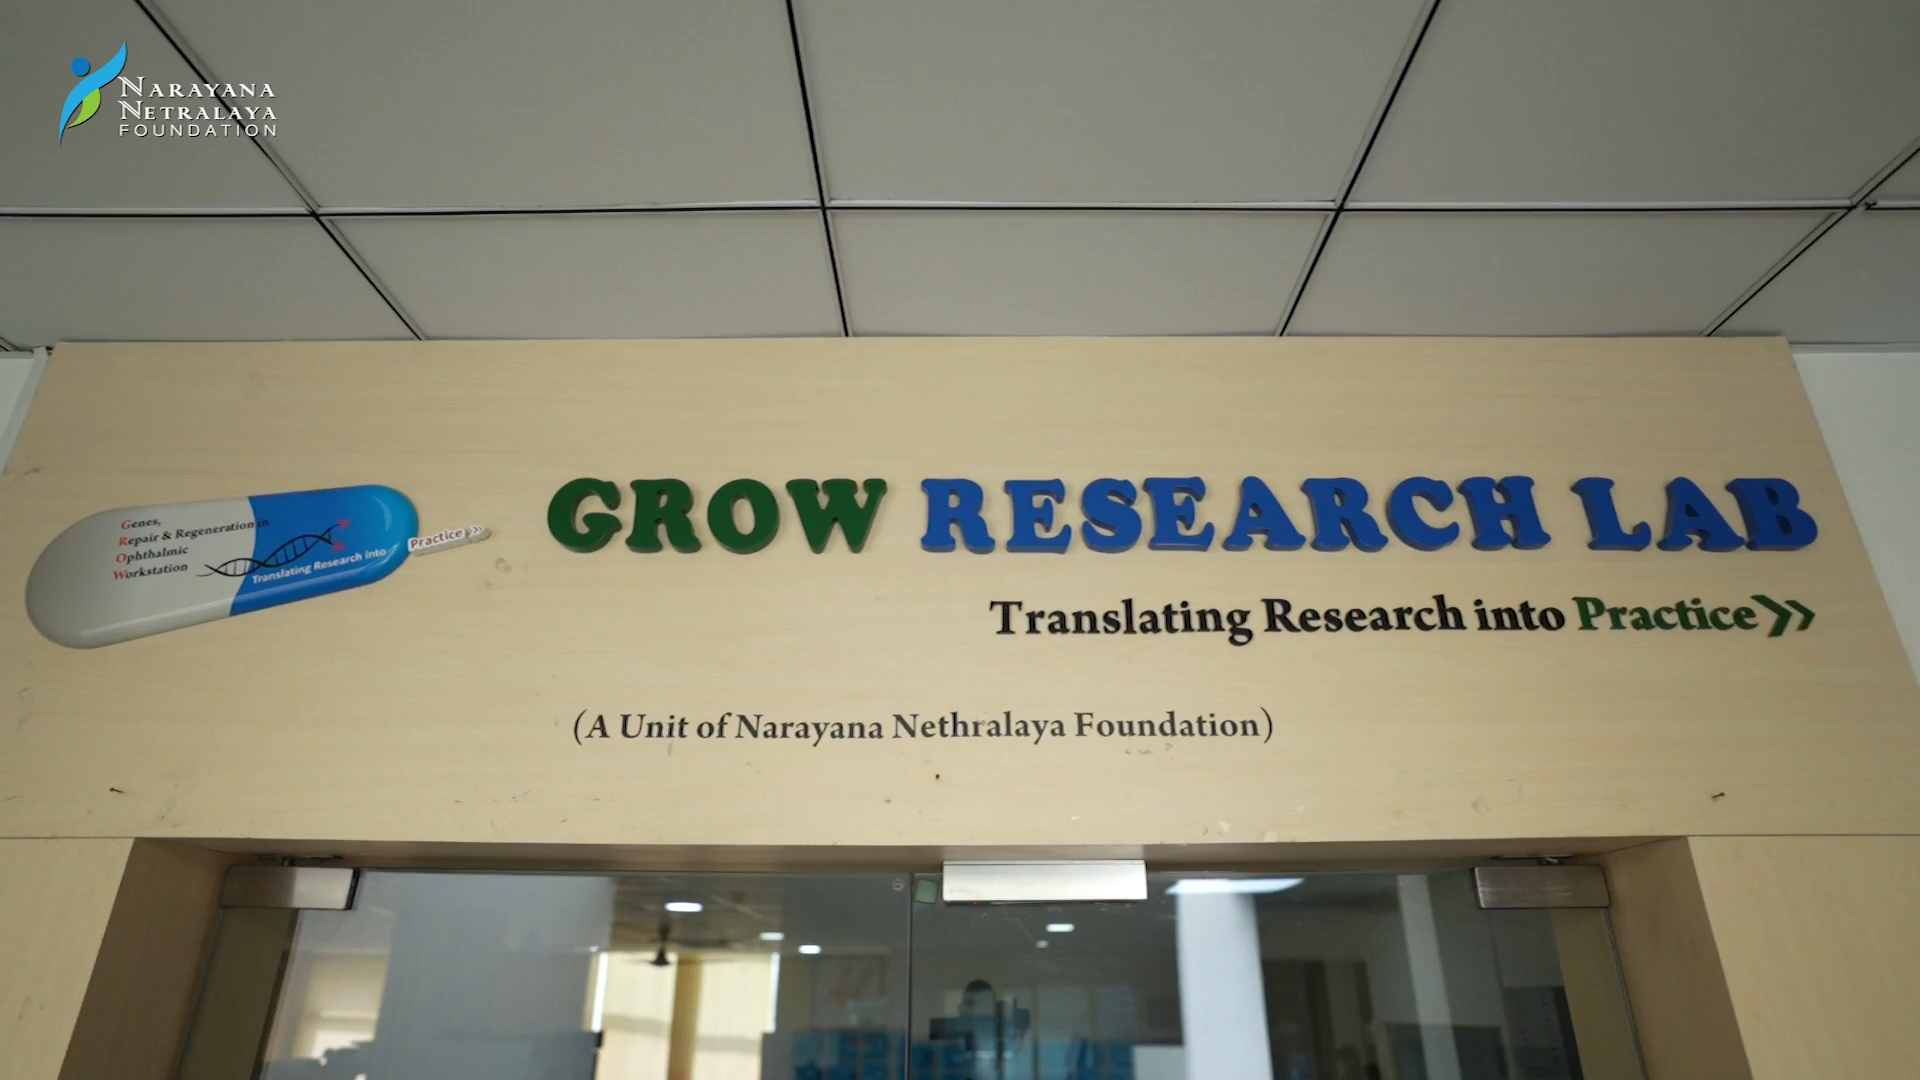 NARAYANA
NETRALAYA
FOUNDATION
GROW RESEARCH LAB
Genes,
Repair & Regeneration in
Ophthalmic
Workstation
Translating Research into
Practice
Translating Research into Practice
(A Unit of Narayana Nethralaya Foundation)